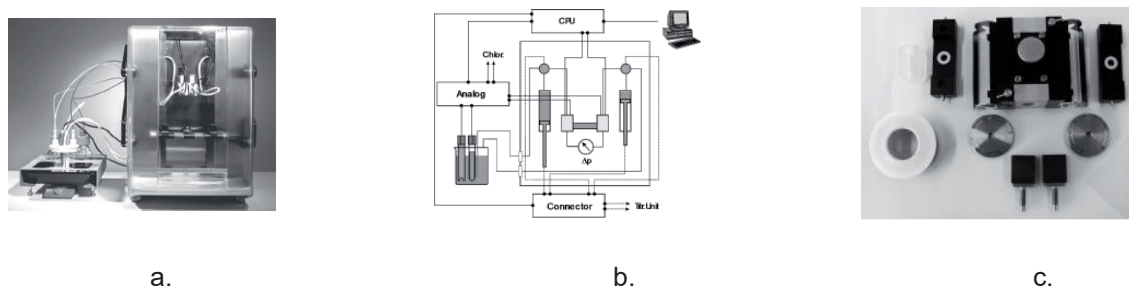 CPU
Chlor.
Analog
Δp
Connector
Titr.Unit
a.
b.
c.